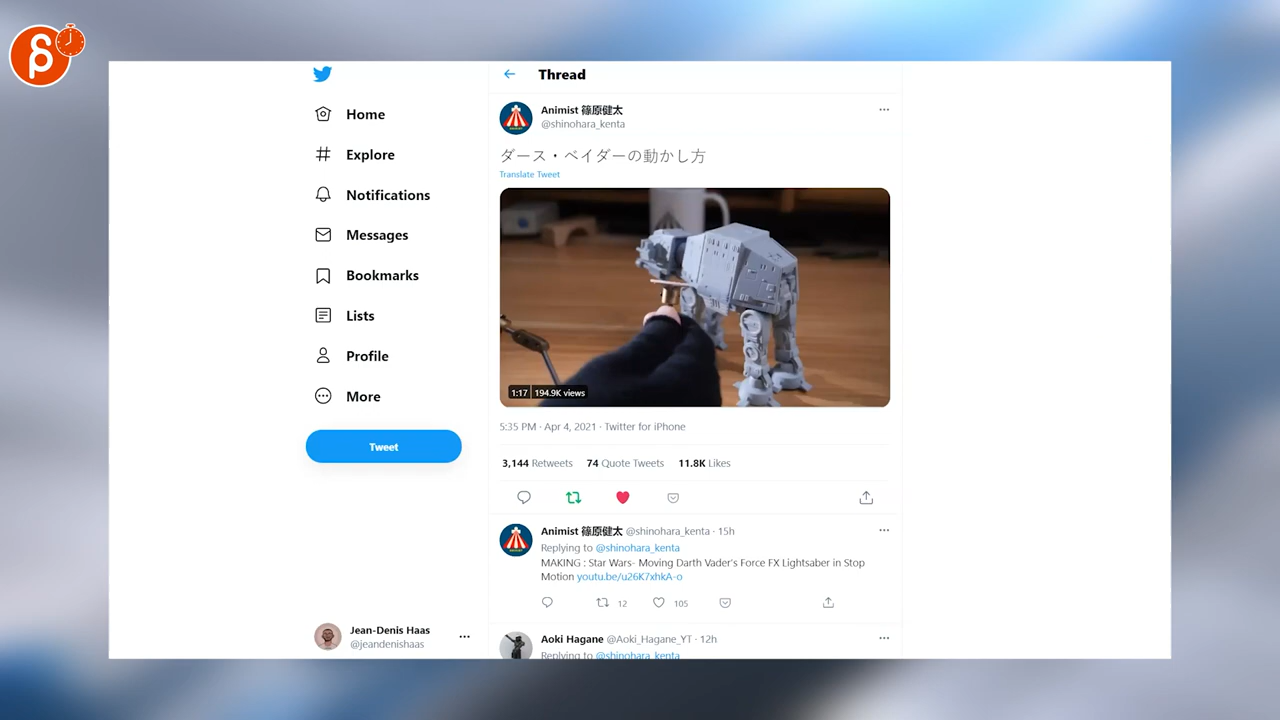 Thread
Home
Explore
Notifications
Messages
Bookmarks
Lists
Profile
More
Tweet
Jean-Denis Haas
@jeandenishaas
Animist 篠原健太
@shinohara_kenta
ダース・ベイダーの動かし方
Translate Tweet
1:17 194.9K views
5:35 PM · Apr 4, 2021 · Twitter for iPhone
3,144 Retweets 74 Quote Tweets 11.8K Likes
Animist 篠原健太 @shinohara_kenta · 15h
Replying to @shinohara_kenta
MAKING : Star Wars- Moving Darth Vader's Force FX Lightsaber in Stop
Motion youtu.be/u26K7xhkA-o
12 105
Aoki Hagane @Aoki_Hagane_YT · 12h
Replying to @shinohara_kenta